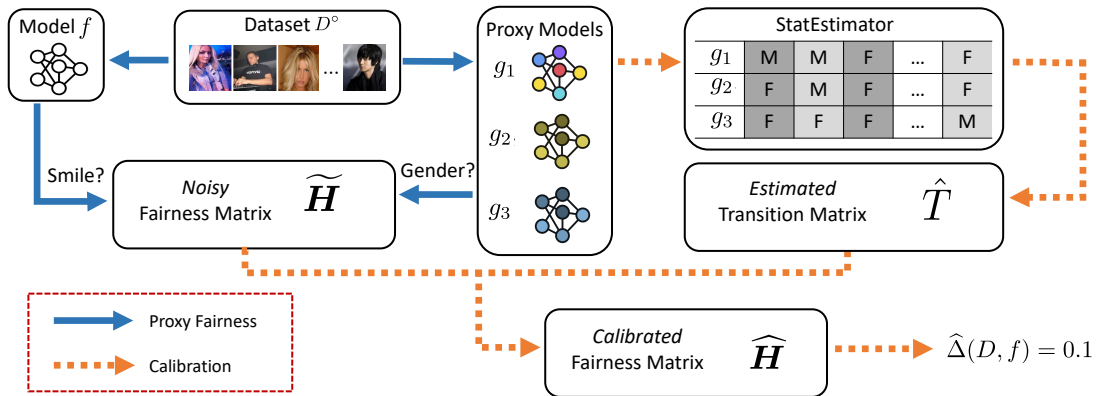 Model f
Dataset D°
...
Proxy Models
g₁
g₂
g₃
StatEstimator
g₁ M M F ... F
g₂ F M F ... F
g₃ F F F ... M
Smile?
Gender?
Noisy
Fairness Matrix H̃
Estimated
Transition Matrix T̂
Proxy Fairness
Calibration
Calibrated
Fairness Matrix Ĥ
Δ̂(D, f) = 0.1